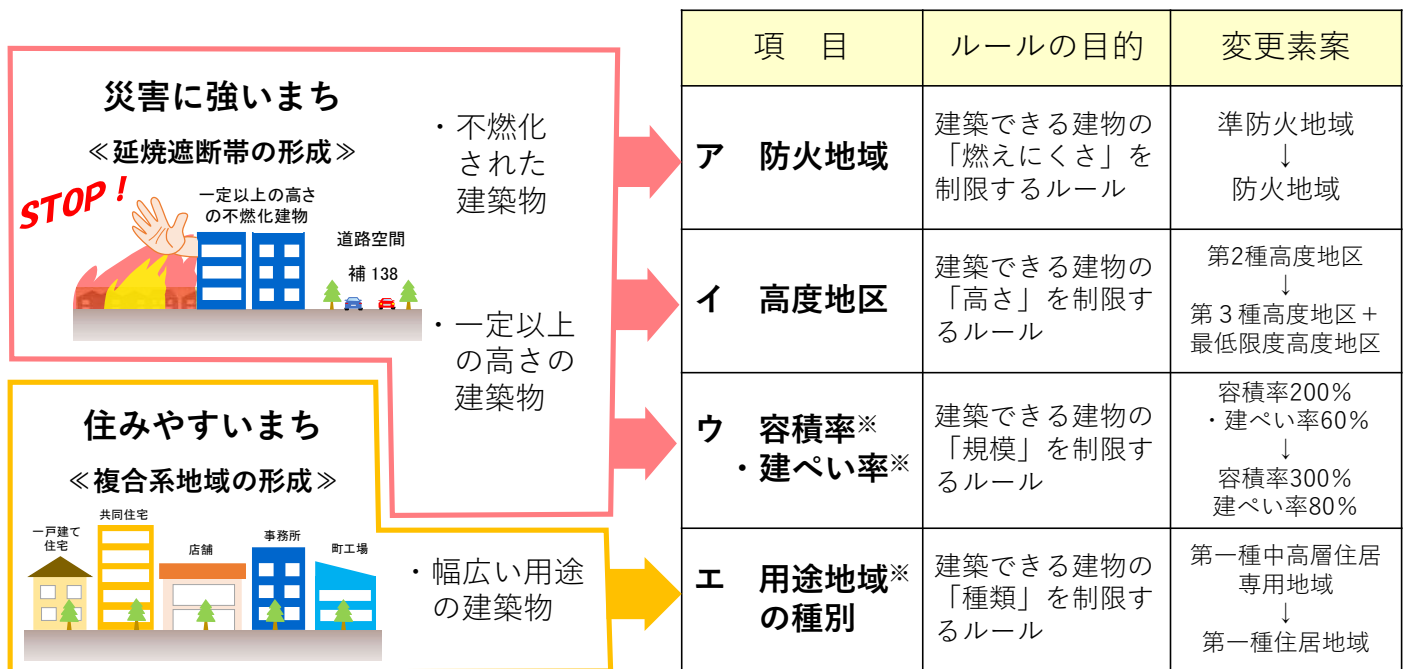 災害に強いまち
≪延焼遮断帯の形成≫
STOP!
一定以上の高さ
の不燃化建物
道路空間
補 138
・不燃化
された
建築物
・一定以上
の高さの
建築物
住みやすいまち
≪複合系地域の形成≫
一戸建て
住宅
共同住宅
店舗
事務所
町工場
・幅広い用途
の建築物
項 目
ルールの目的
変更素案
ア 防火地域
建築できる建物の
「燃えにくさ」を
制限するルール
準防火地域
↓
防火地域
イ 高度地区
建築できる建物の
「高さ」を制限す
るルール
第2種高度地区
↓
第3種高度地区+
最低限度高度地区
ウ 容積率※
・建ぺい率※
建築できる建物の
「規模」を制限す
るルール
容積率200%
・建ぺい率60%
↓
容積率300%
建ぺい率80%
エ 用途地域※
の種別
建築できる建物の
「種類」を制限す
るルール
第一種中高層住居
専用地域
↓
第一種住居地域